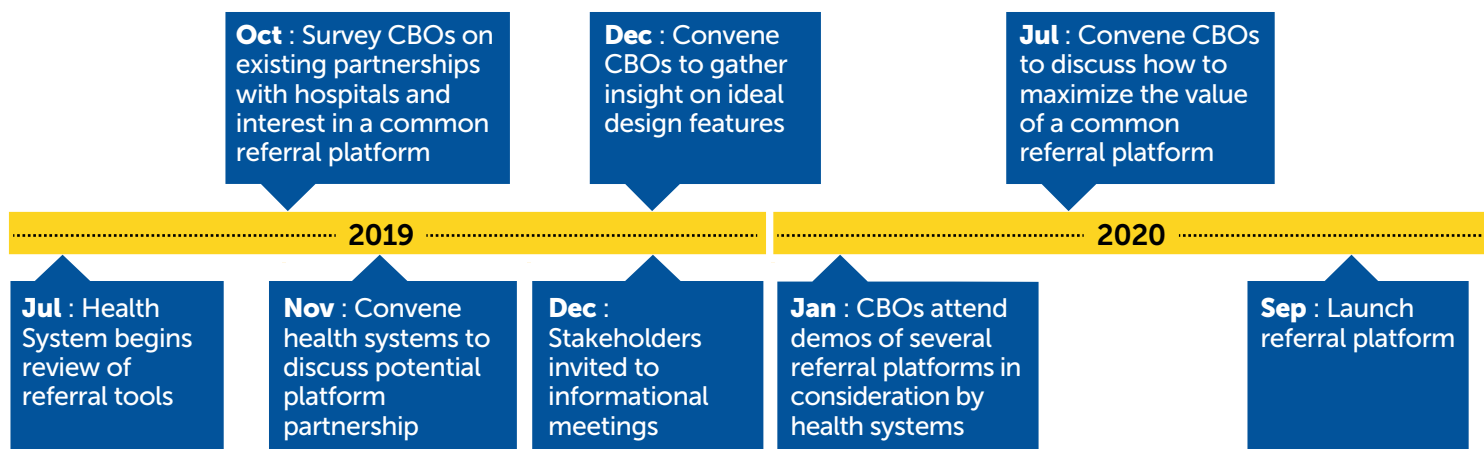 Oct : Survey CBOs on
existing partnerships
with hospitals and
interest in a common
referral platform
Dec : Convene
CBOs to gather
insight on ideal
design features
Jul : Convene CBOs
to discuss how to
maximize the value
of a common
referral platform
2019
2020
Jul : Health
System begins
review of
referral tools
Nov : Convene
health systems to
discuss potential
platform
partnership
Dec :
Stakeholders
invited to
informational
meetings
Jan : CBOs attend
demos of several
referral platforms in
consideration by
health systems
Sep : Launch
referral platform